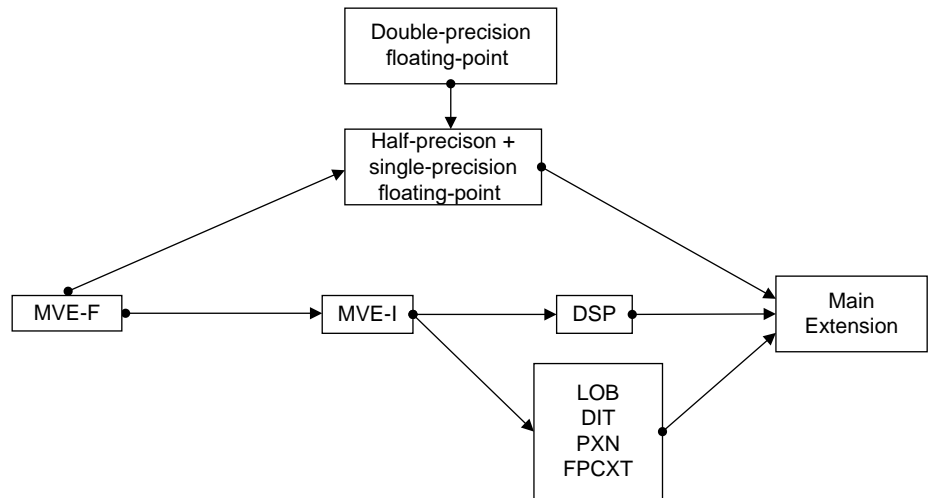 Double-precision
floating-point
Half-precison +
single-precision
floating-point
MVE-F
MVE-I
DSP
Main
Extension
LOB
DIT
PXN
FPCXT